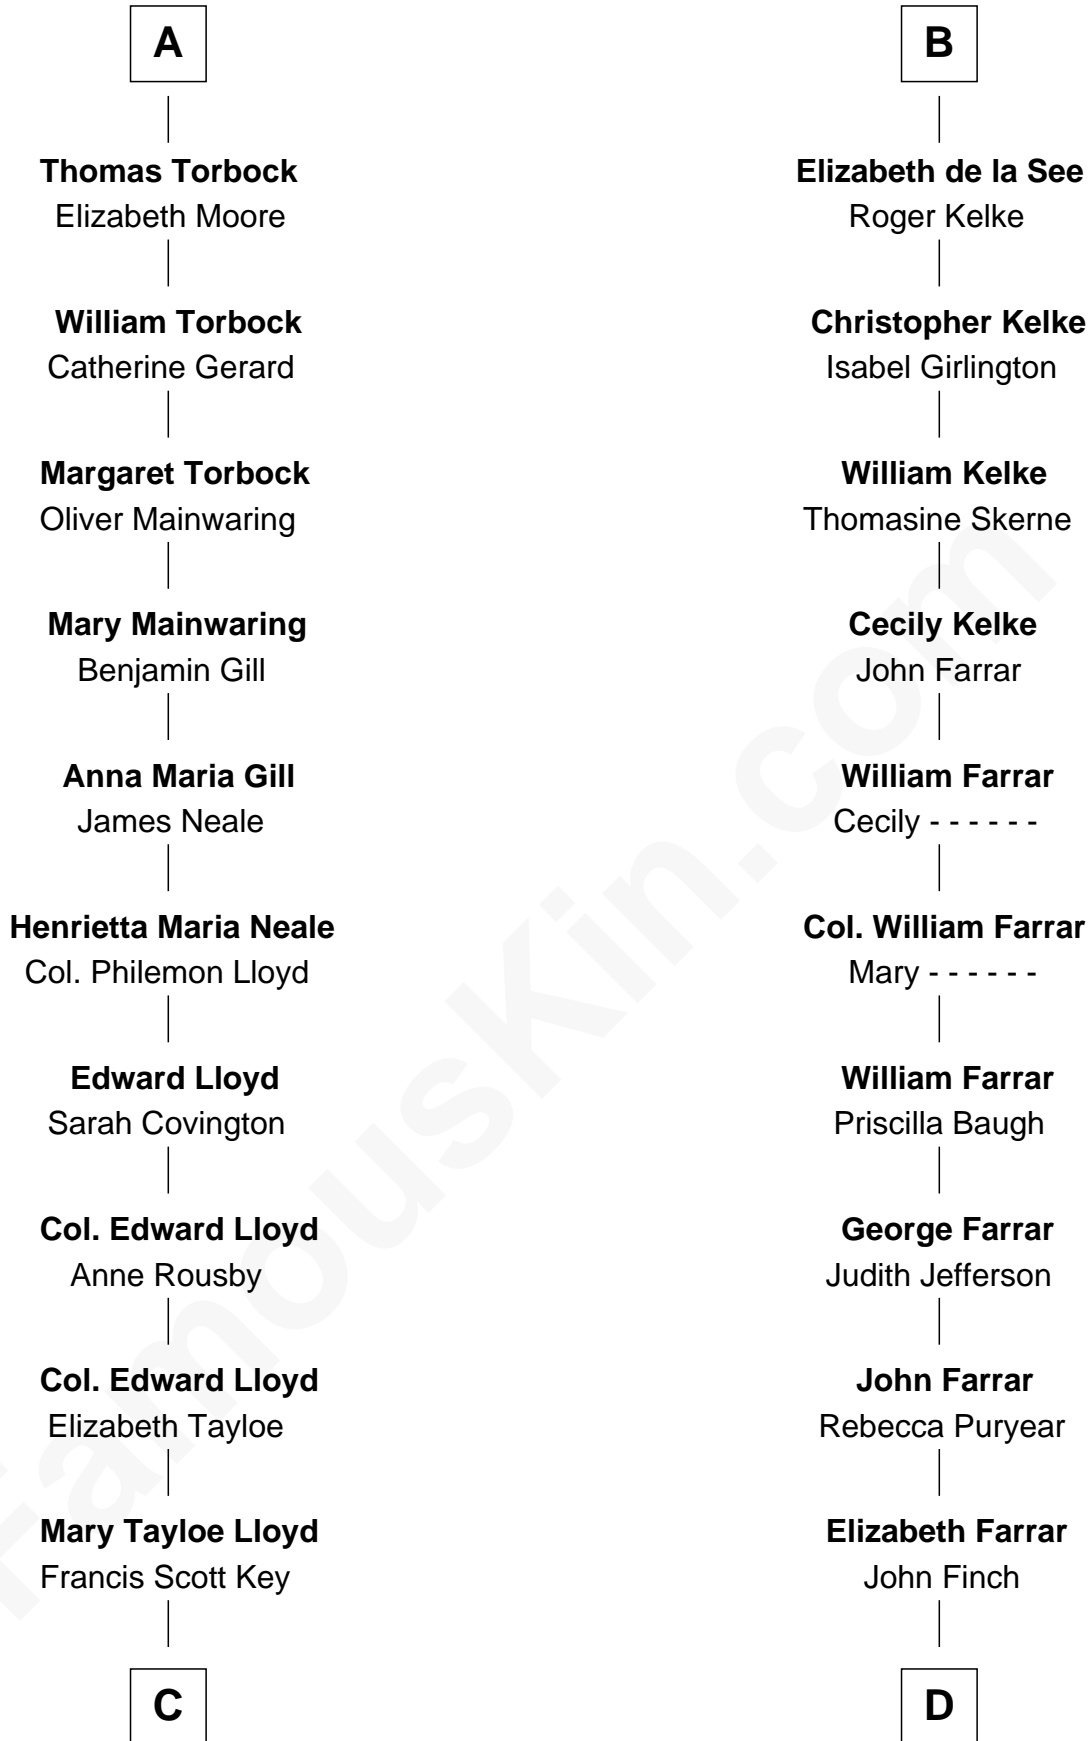 A
Thomas Torbock
Elizabeth Moore
William Torbock
Catherine Gerard
Margaret Torbock
Oliver Mainwaring
Mary Mainwaring
Benjamin Gill
Anna Maria Gill
James Neale
Henrietta Maria Neale
Col. Philemon Lloyd
Edward Lloyd
Sarah Covington
Col. Edward Lloyd
Anne Rousby
Col. Edward Lloyd
Elizabeth Tayloe
Mary Tayloe Lloyd
Francis Scott Key
C
B
Elizabeth de la See
Roger Kelke
Christopher Kelke
Isabel Girlington
William Kelke
Thomasine Skerne
Cecily Kelke
John Farrar
William Farrar
Cecily - - - - - -
Col. William Farrar
Mary - - - - - -
William Farrar
Priscilla Baugh
George Farrar
Judith Jefferson
John Farrar
Rebecca Puryear
Elizabeth Farrar
John Finch
D
FamousKin.com